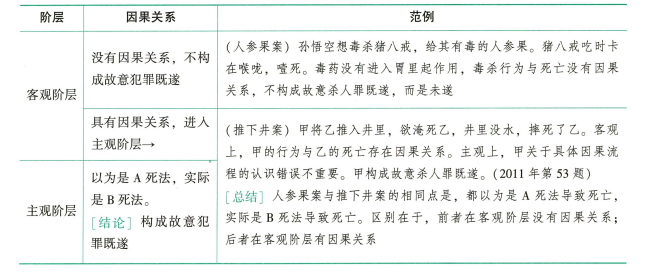 阶层 因果关系 范例
客观阶层
没有因果关系，不构
成故意犯罪既遂
（人参果案）孙悟空想毒杀猪八戒，给其有毒的人参果。猪八戒吃时卡
在喉咙，噎死。毒药没有进入胃里起作用，毒杀行为与死亡没有因果
关系，不构成故意杀人罪既遂，而是未遂
具有因果关系，进入
主观阶层→
（推下井案）甲将乙推入井里，欲淹死乙，井里没水，摔死了乙。客观
上，甲的行为与乙的死亡存在因果关系。主观上，甲关于具体因果流
程的认识错误不重要。甲构成故意杀人罪既遂。（2011 年第 53 题）
［总结］人参果案与推下井案的相同点是，都以为是 A 死法导致死亡，
实际是 B 死法导致死亡。区别在于，前者在客观阶层没有因果关系；
后者在客观阶层有因果关系
主观阶层
以为是 A 死法，实际
是 B 死法。
［结论］构成故意犯
罪既遂